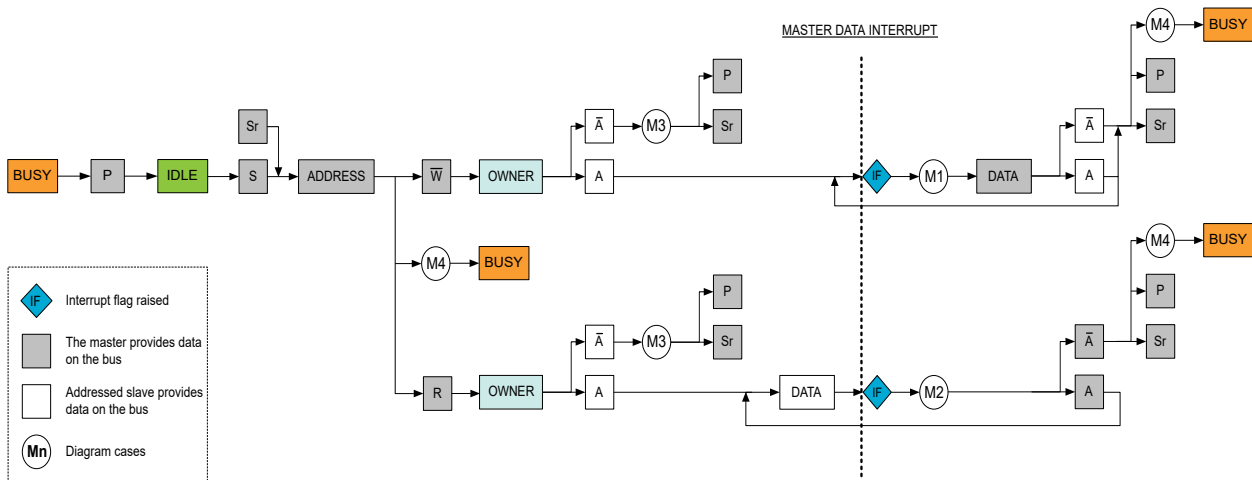 MASTER DATA INTERRUPT
M4
BUSY
P
P
Sr
A̅
M3
Sr
A̅
Sr
BUSY
P
IDLE
S
ADDRESS
W̅
OWNER
A
IF
M1
DATA
A
M4
BUSY
M4
BUSY
P
P
A̅
M3
Sr
A̅
Sr
R
OWNER
A
DATA
IF
M2
A
IF
Interrupt flag raised
The master provides data
on the bus
Addressed slave provides
data on the bus
Mn
Diagram cases